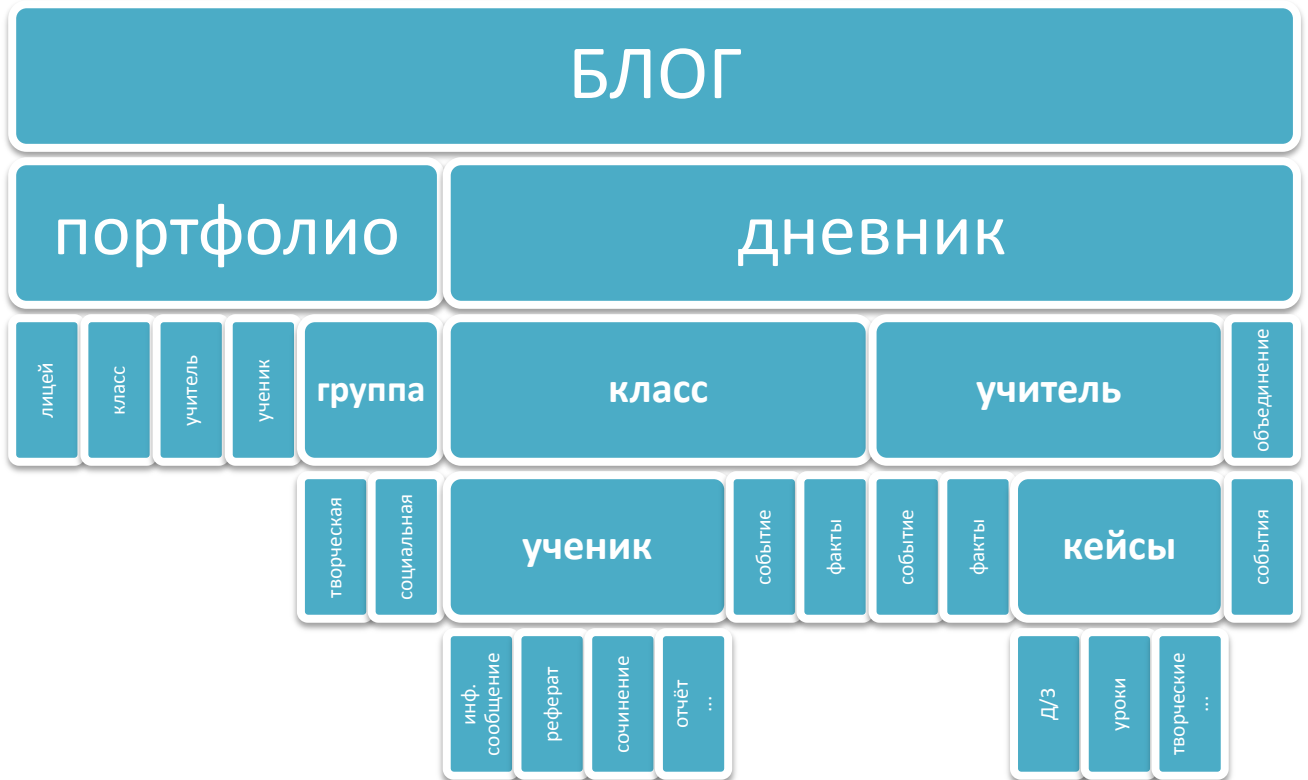 БЛОГ
портфолио
дневник
лицей
класс
учитель
ученик
группа
класс
учитель
объединение
творческая
социальная
ученик
событие
факты
событие
факты
кейсы
события
инф.
сообщение
реферат
сочинение
отчёт
...
Д/з
уроки
творческие
...